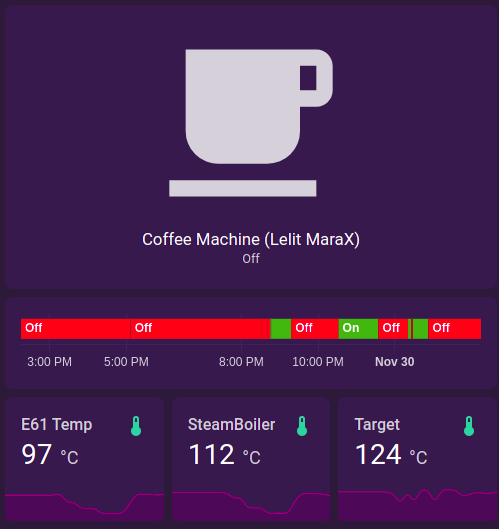 Coffee Machine (Lelit MaraX)
Off
Off Off Off On Off Off
3:00 PM 5:00 PM 8:00 PM 10:00 PM Nov 30
E61 Temp SteamBoiler Target
97 °C 112 °C 124 °C